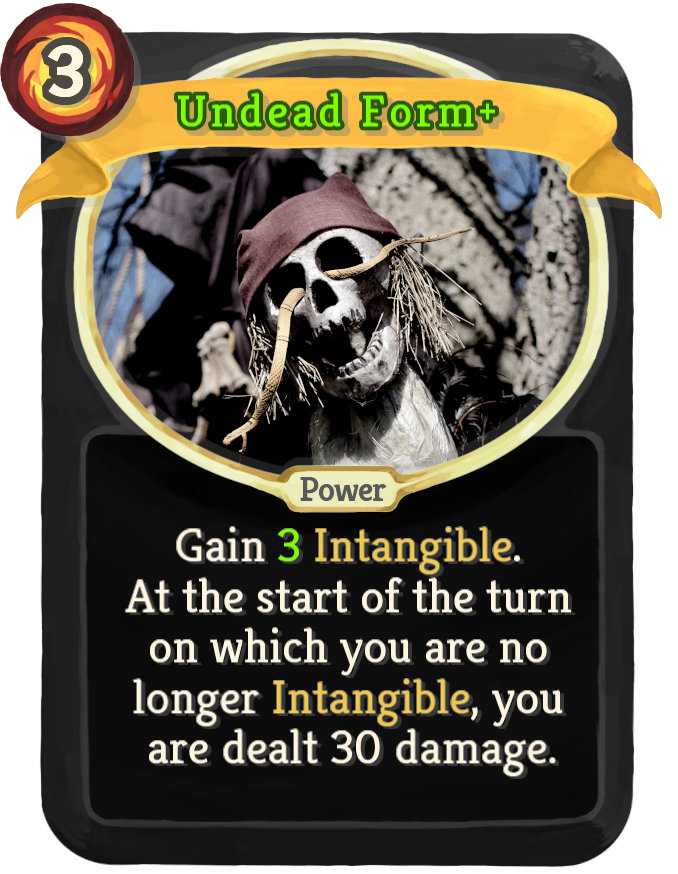 3
Undead Form+
Power
Gain 3 Intangible.
At the start of the turn
on which you are no
longer Intangible, you
are dealt 30 damage.